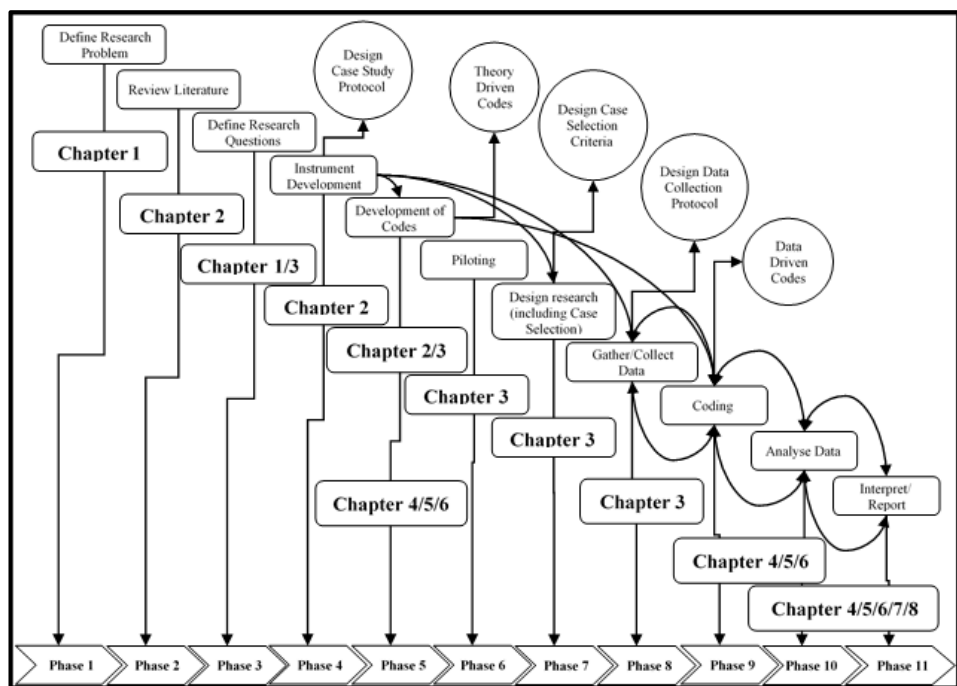 Define Research
Problem
Review Literature
Define Research
Questions
Design
Case Study
Protocol
Instrument
Development
Theory
Driven
Codes
Development of
Codes
Design Case
Selection
Criteria
Piloting
Design research
(including Case
Selection)
Design Data
Collection
Protocol
Gather/Collect
Data
Data
Driven
Codes
Coding
Analyse Data
Interpret/
Report
Chapter 1
Chapter 2
Chapter 1/3
Chapter 2
Chapter 2/3
Chapter 4/5/6
Chapter 3
Chapter 3
Chapter 3
Chapter 4/5/6
Chapter 4/5/6/7/8
Phase 1
Phase 2
Phase 3
Phase 4
Phase 5
Phase 6
Phase 7
Phase 8
Phase 9
Phase 10
Phase 11